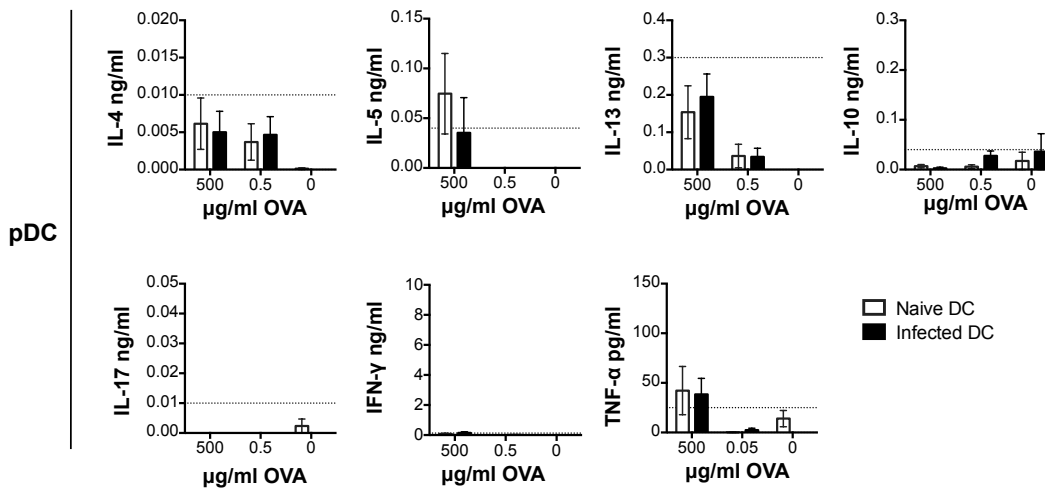 pDC
IL-4 ng/ml
0.020
0.015
0.010
0.005
0.000
500 0.5 0
µg/ml OVA
IL-5 ng/ml
0.15
0.10
0.05
0.00
500 0.5 0
µg/ml OVA
IL-13 ng/ml
0.4
0.3
0.2
0.1
0.0
500 0.5 0
µg/ml OVA
IL-10 ng/ml
0.3
0.2
0.1
0.0
500 0.5 0
µg/ml OVA
IL-17 ng/ml
0.05
0.04
0.03
0.02
0.01
0.00
500 0.5 0
µg/ml OVA
IFN-γ ng/ml
10
8
6
4
2
0
500 0.5 0
µg/ml OVA
TNF-α pg/ml
150
100
50
0
500 0.05 0
µg/ml OVA
Naive DC
Infected DC